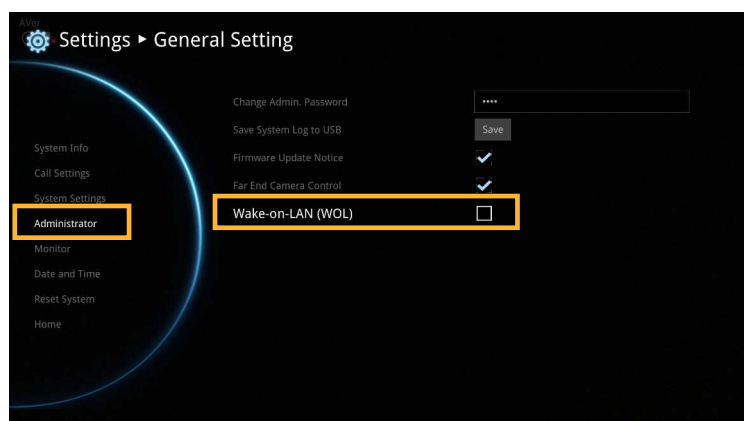 AVer
Settings ► General Setting
Change Admin. Password ····
Save System Log to USB Save
System Info
Firmware Update Notice
Call Settings
Far End Camera Control
System Settings
Wake-on-LAN (WOL)
Administrator
Monitor
Date and Time
Reset System
Home